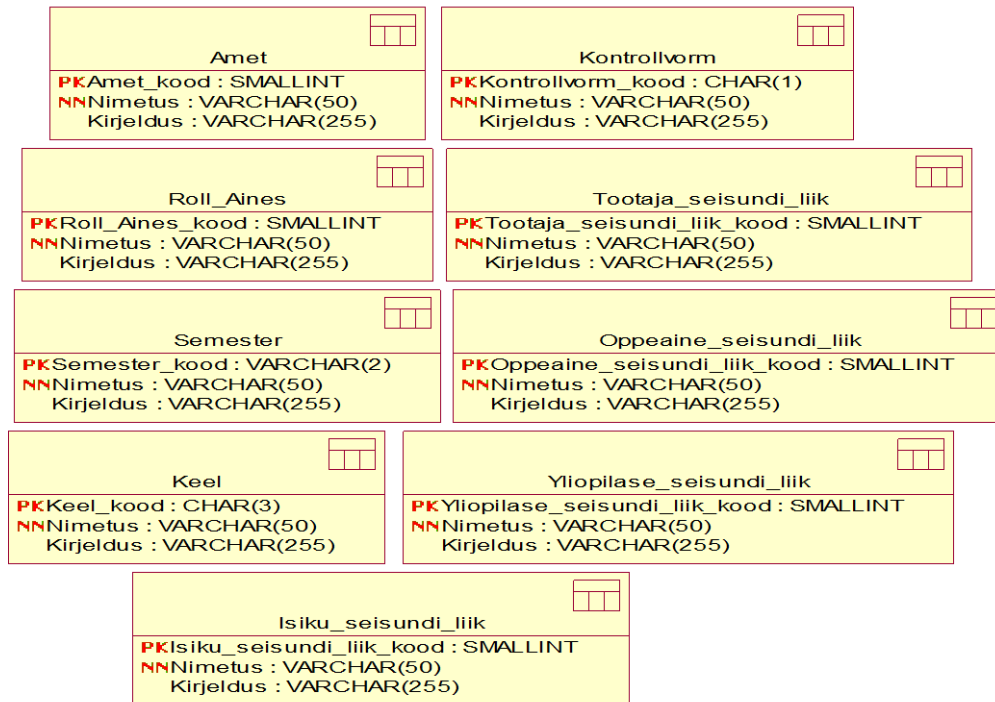 Amet
PKAmet_kood : SMALLINT
NNNimetus : VARCHAR(50)
Kirjeldus : VARCHAR(255)
Kontrollvorm
PKKontrollvorm_kood : CHAR(1)
NNNimetus : VARCHAR(50)
Kirjeldus : VARCHAR(255)
Roll_Aines
PKRoll_Aines_kood : SMALLINT
NNNimetus : VARCHAR(50)
Kirjeldus : VARCHAR(255)
Tootaja_seisundi_liik
PKTootaja_seisundi_liik_kood : SMALLINT
NNNimetus : VARCHAR(50)
Kirjeldus : VARCHAR(255)
Semester
PKSemester_kood : VARCHAR(2)
NNNimetus : VARCHAR(50)
Kirjeldus : VARCHAR(255)
Oppeaine_seisundi_liik
PKOppeaine_seisundi_liik_kood : SMALLINT
NNNimetus : VARCHAR(50)
Kirjeldus : VARCHAR(255)
Keel
PKKeel_kood : CHAR(3)
NNNimetus : VARCHAR(50)
Kirjeldus : VARCHAR(255)
Yliopilase_seisundi_liik
PKYliopilase_seisundi_liik_kood : SMALLINT
NNNimetus : VARCHAR(50)
Kirjeldus : VARCHAR(255)
Isiku_seisundi_liik
PKIsiku_seisundi_liik_kood : SMALLINT
NNNimetus : VARCHAR(50)
Kirjeldus : VARCHAR(255)